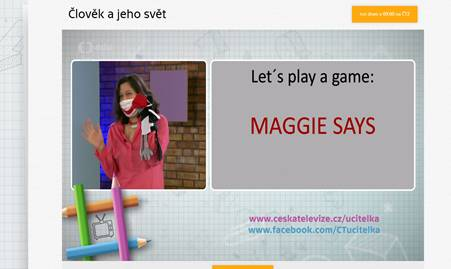 Člověk a jeho svět
Let´s play a game:
MAGGIE SAYS
www.ceskatelevize.cz/ucitelka
www.facebook.com/CTucitelka